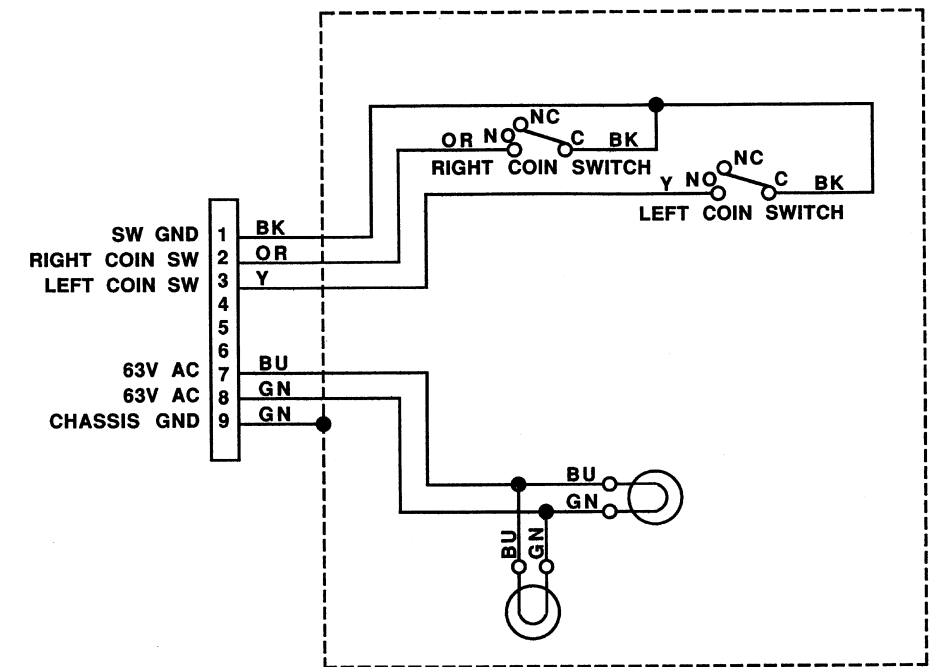 NC
OR NO C BK
RIGHT COIN SWITCH
NC
Y NO C BK
LEFT COIN SWITCH
SW GND 1 BK
RIGHT COIN SW 2 OR
LEFT COIN SW 3 Y
4
5
6
63V AC 7 BU
63V AC 8 GN
CHASSIS GND 9 GN
BU
GN
BU
GN